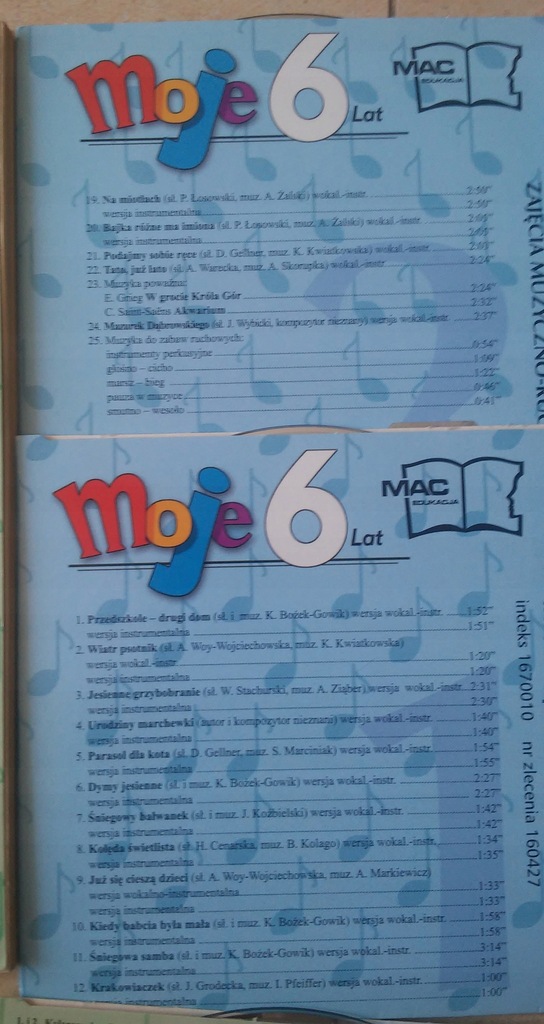 moje 6 Lat
MAC
EDUKACJA
19. Na miotłach (sł. P. Łosowski, muz. A. Żalski) wokal.-instr. 2:50"
wersja instrumentalna 2:50"
20. Bajka różne ma imiona (sł. P. Łosowski, muz. A. Żalski) wokal.-instr. 2:05"
wersja instrumentalna 2:05"
21. Podajmy sobie ręce (sł. D. Gellner, muz. K. Kwiatkowska) wokal.-instr. 2:03"
22. Tato, już lato (sł. A. Warecka, muz. A. Skorupka) wokal.-instr. 2:24"
23. Muzyka poważna:
E. Grieg W grocie Króla Gór 2:24"
C. Saint-Saëns Akwarium 2:32"
24. Mazurek Dąbrowskiego (sł. J. Wybicki, kompozytor nieznany) wersja wokal.-instr. 2:37"
25. Muzyka do zabaw ruchowych:
instrumenty perkusyjne 0:54"
głośno – cicho 1:09"
marsz – bieg 1:22"
pauza w muzyce 0:46"
smutno – wesoło 0:41"
ZAJĘCIA MUZYCZNO-RUC
moje 6 Lat
MAC
EDUKACJA
1. Przedszkole – drugi dom (sł. i muz. K. Bożek-Gowik) wersja wokal.-instr. 1:52"
wersja instrumentalna 1:51"
2. Wiatr psotnik (sł. A. Woy-Wojciechowska, muz. K. Kwiatkowska)
wersja wokal.-instr. 1:20"
wersja instrumentalna 1:20"
3. Jesienne grzybobranie (sł. W. Stachurski, muz. A. Ziąber) wersja wokal.-instr. 2:31"
wersja instrumentalna 2:30"
4. Urodziny marchewki (autor i kompozytor nieznani) wersja wokal.-instr. 1:40"
wersja instrumentalna 1:40"
5. Parasol dla kota (sł. D. Gellner, muz. S. Marciniak) wersja wokal.-instr. 1:54"
wersja instrumentalna 1:55"
6. Dymy jesienne (sł. i muz. K. Bożek-Gowik) wersja wokal.-instr. 2:27"
wersja instrumentalna 2:27"
7. Śniegowy bałwanek (sł. i muz. J. Koźbielski) wersja wokal.-instr. 1:42"
wersja instrumentalna 1:42"
8. Kolęda świetlista (sł. H. Cenarska, muz. B. Kolago) wersja wokal.-instr. 1:34"
wersja instrumentalna 1:35"
9. Już się cieszą dzieci (sł. A. Woy-Wojciechowska, muz. A. Markiewicz)
wersja wokalno-instrumentalna 1:33"
wersja instrumentalna 1:33"
10. Kiedy babcia była mała (sł. i muz. K. Bożek-Gowik) wersja wokal.-instr. 1:58"
wersja instrumentalna 1:58"
11. Śniegowa samba (sł. i muz. K. Bożek-Gowik) wersja wokal.-instr. 3:14"
wersja instrumentalna 3:14"
12. Krakowiaczek (sł. J. Grodecka, muz. I. Pfeiffer) wersja wokal.-instr. 1:00"
wersja instrumentalna 1:00"
indeks 1670010 nr zlecenia 160427